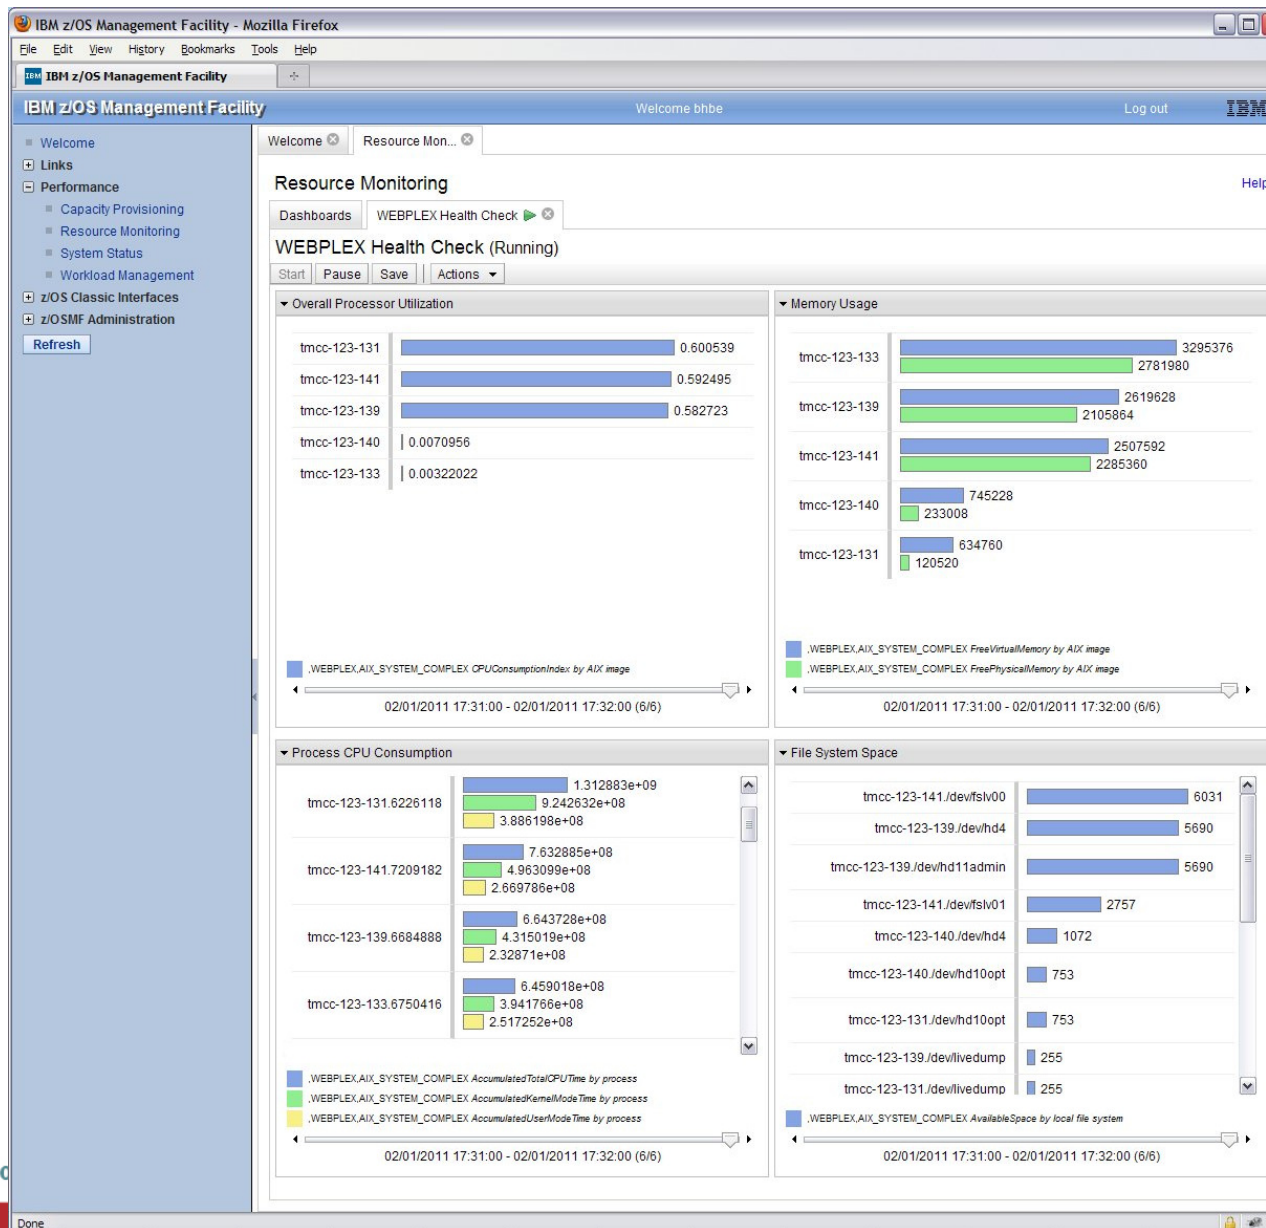 IBM z/OS Management Facility - Mozilla Firefox
File Edit View History Bookmarks Tools Help
IBM IBM z/OS Management Facility
IBM z/OS Management Facility Welcome bhbe Log out IBM
Welcome
Links
Performance
Capacity Provisioning
Resource Monitoring
System Status
Workload Management
z/OS Classic Interfaces
z/OSMF Administration
Refresh
Welcome Resource Mon...
Resource Monitoring Help
Dashboards WEBPLEX Health Check
WEBPLEX Health Check (Running)
Start Pause Save Actions
Overall Processor Utilization
tmcc-123-131 0.600539
tmcc-123-141 0.592495
tmcc-123-139 0.582723
tmcc-123-140 0.0070956
tmcc-123-133 0.00322022
,WEBPLEX,AIX_SYSTEM_COMPLEX CPUConsumptionIndex by AIX image
02/01/2011 17:31:00 - 02/01/2011 17:32:00 (6/6)
Memory Usage
tmcc-123-133 3295376
2781980
tmcc-123-139 2619628
2105864
tmcc-123-141 2507592
2285360
tmcc-123-140 745228
233008
tmcc-123-131 634760
120520
,WEBPLEX,AIX_SYSTEM_COMPLEX FreeVirtualMemory by AIX image
,WEBPLEX,AIX_SYSTEM_COMPLEX FreePhysicalMemory by AIX image
02/01/2011 17:31:00 - 02/01/2011 17:32:00 (6/6)
Process CPU Consumption
tmcc-123-131.6226118 1.312883e+09
9.242632e+08
3.886198e+08
tmcc-123-141.7209182 7.632885e+08
4.963099e+08
2.669786e+08
tmcc-123-139.6684888 6.643728e+08
4.315019e+08
2.32871e+08
tmcc-123-133.6750416 6.459018e+08
3.941766e+08
2.517252e+08
,WEBPLEX,AIX_SYSTEM_COMPLEX AccumulatedTotalCPUTime by process
,WEBPLEX,AIX_SYSTEM_COMPLEX AccumulatedKernelModeTime by process
,WEBPLEX,AIX_SYSTEM_COMPLEX AccumulatedUserModeTime by process
02/01/2011 17:31:00 - 02/01/2011 17:32:00 (6/6)
File System Space
tmcc-123-141./dev/fslv00 6031
tmcc-123-139./dev/hd4 5690
tmcc-123-139./dev/hd11admin 5690
tmcc-123-141./dev/fslv01 2757
tmcc-123-140./dev/hd4 1072
tmcc-123-140./dev/hd10opt 753
tmcc-123-131./dev/hd10opt 753
tmcc-123-139./dev/livedump 255
tmcc-123-131./dev/livedump 255
,WEBPLEX,AIX_SYSTEM_COMPLEX AvailableSpace by local file system
02/01/2011 17:31:00 - 02/01/2011 17:32:00 (6/6)
Done